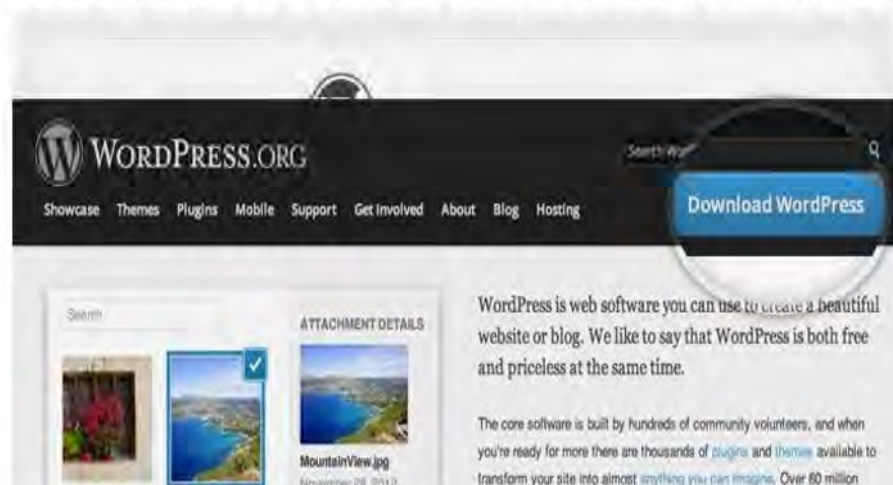 WORDPRESS.ORG
Search
Showcase Themes Plugins Mobile Support Get Involved About Blog Hosting
Download WordPress
Search
ATTACHMENT DETAILS
MountainView.jpg
November 28, 2012
WordPress is web software you can use to create a beautiful
website or blog. We like to say that WordPress is both free
and priceless at the same time.
The core software is built by hundreds of community volunteers, and when
you're ready for more there are thousands of plugins and themes available to
transform your site into almost anything you can imagine. Over 60 million